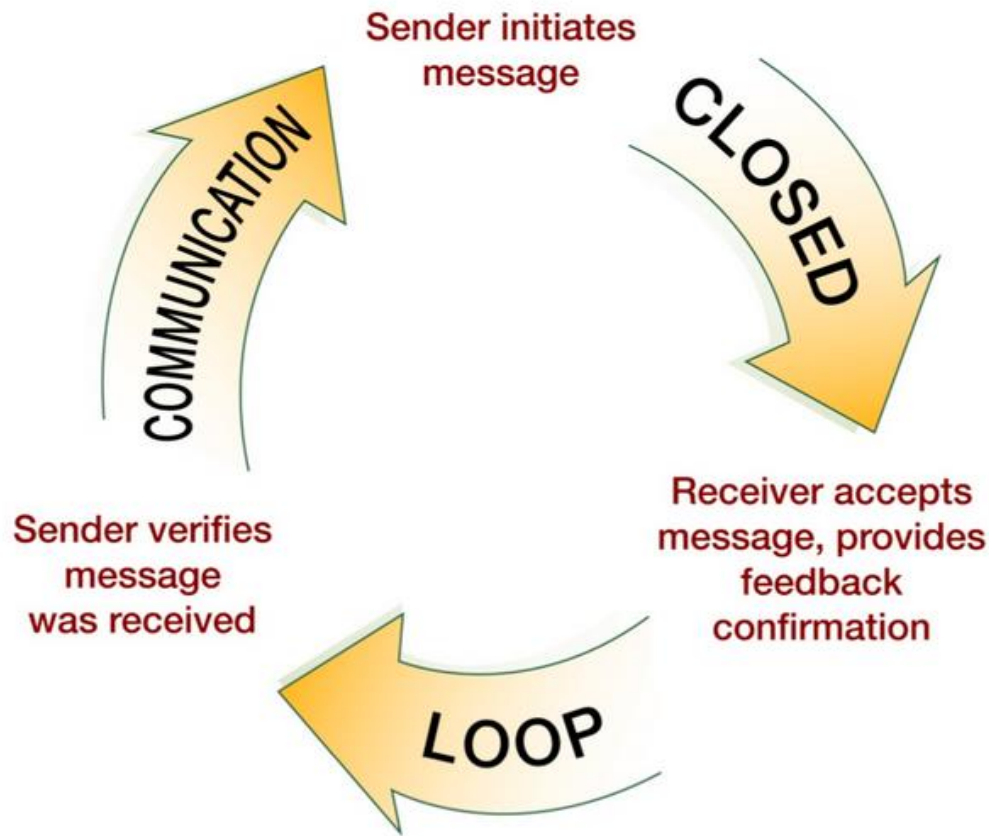 Sender initiates
message
CLOSED
Receiver accepts
message, provides
feedback
confirmation
LOOP
Sender verifies
message
was received
COMMUNICATION